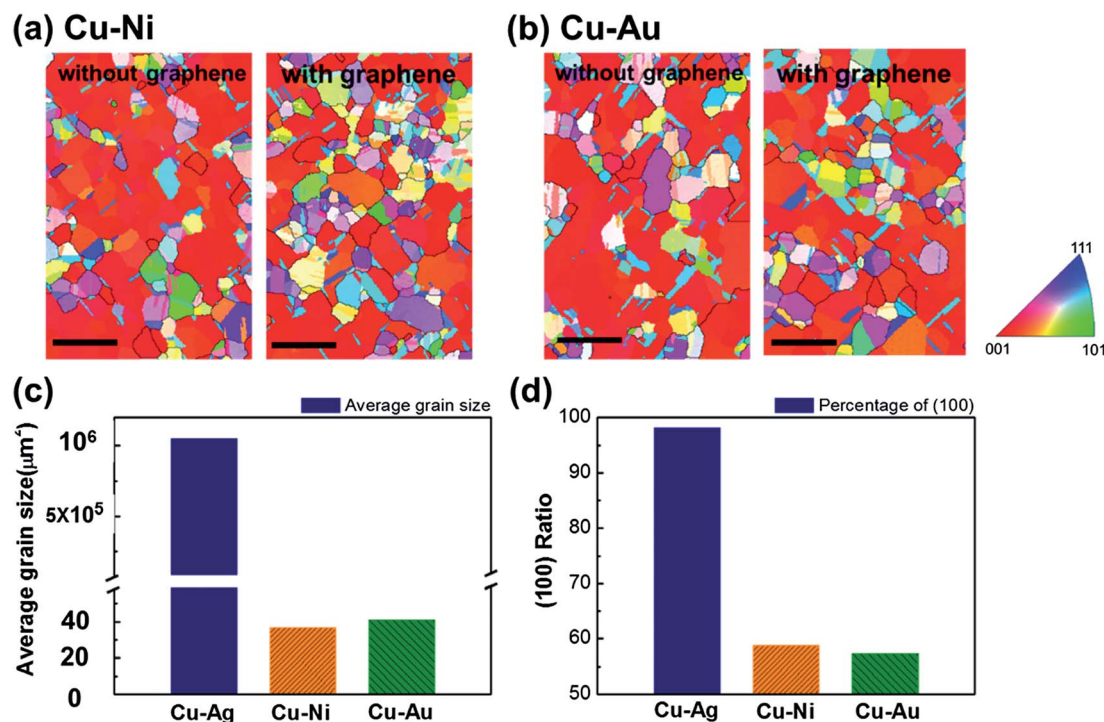 (a) Cu-Ni
without graphene
with graphene
(b) Cu-Au
without graphene
with graphene
111
001
101
(c)
Average grain size
Average grain size(μm²)
10⁶
5X10⁵
40
20
0
Cu-Ag
Cu-Ni
Cu-Au
(d)
Percentage of (100)
(100) Ratio
100
90
80
70
60
50
Cu-Ag
Cu-Ni
Cu-Au